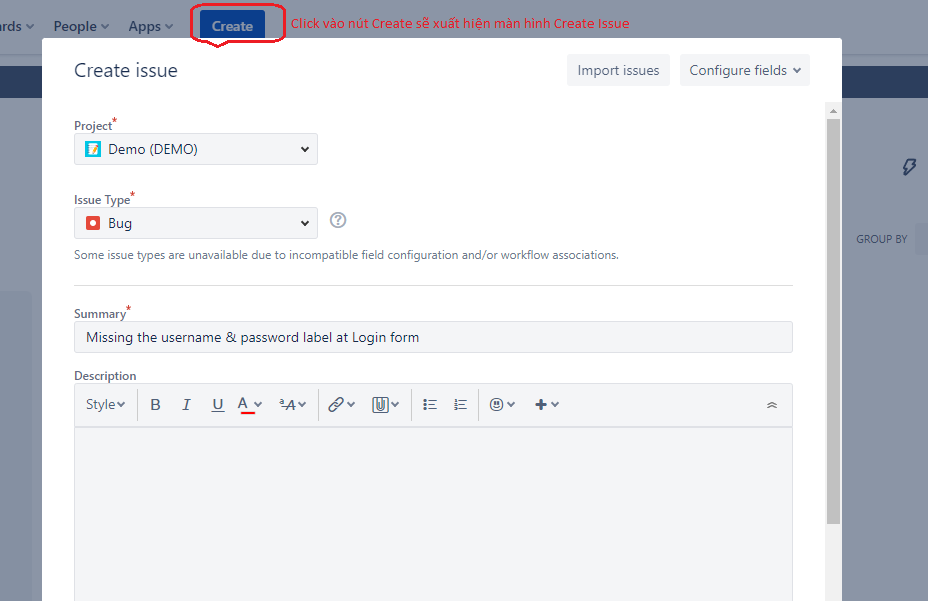 ards People Apps Create Click vào nút Create sẽ xuất hiện màn hình Create Issue
Create issue Import issues Configure fields
Project*
Demo (DEMO)
Issue Type*
Bug
GROUP BY
Some issue types are unavailable due to incompatible field configuration and/or workflow associations.
Summary*
Missing the username & password label at Login form
Description
Style B I U A ªA